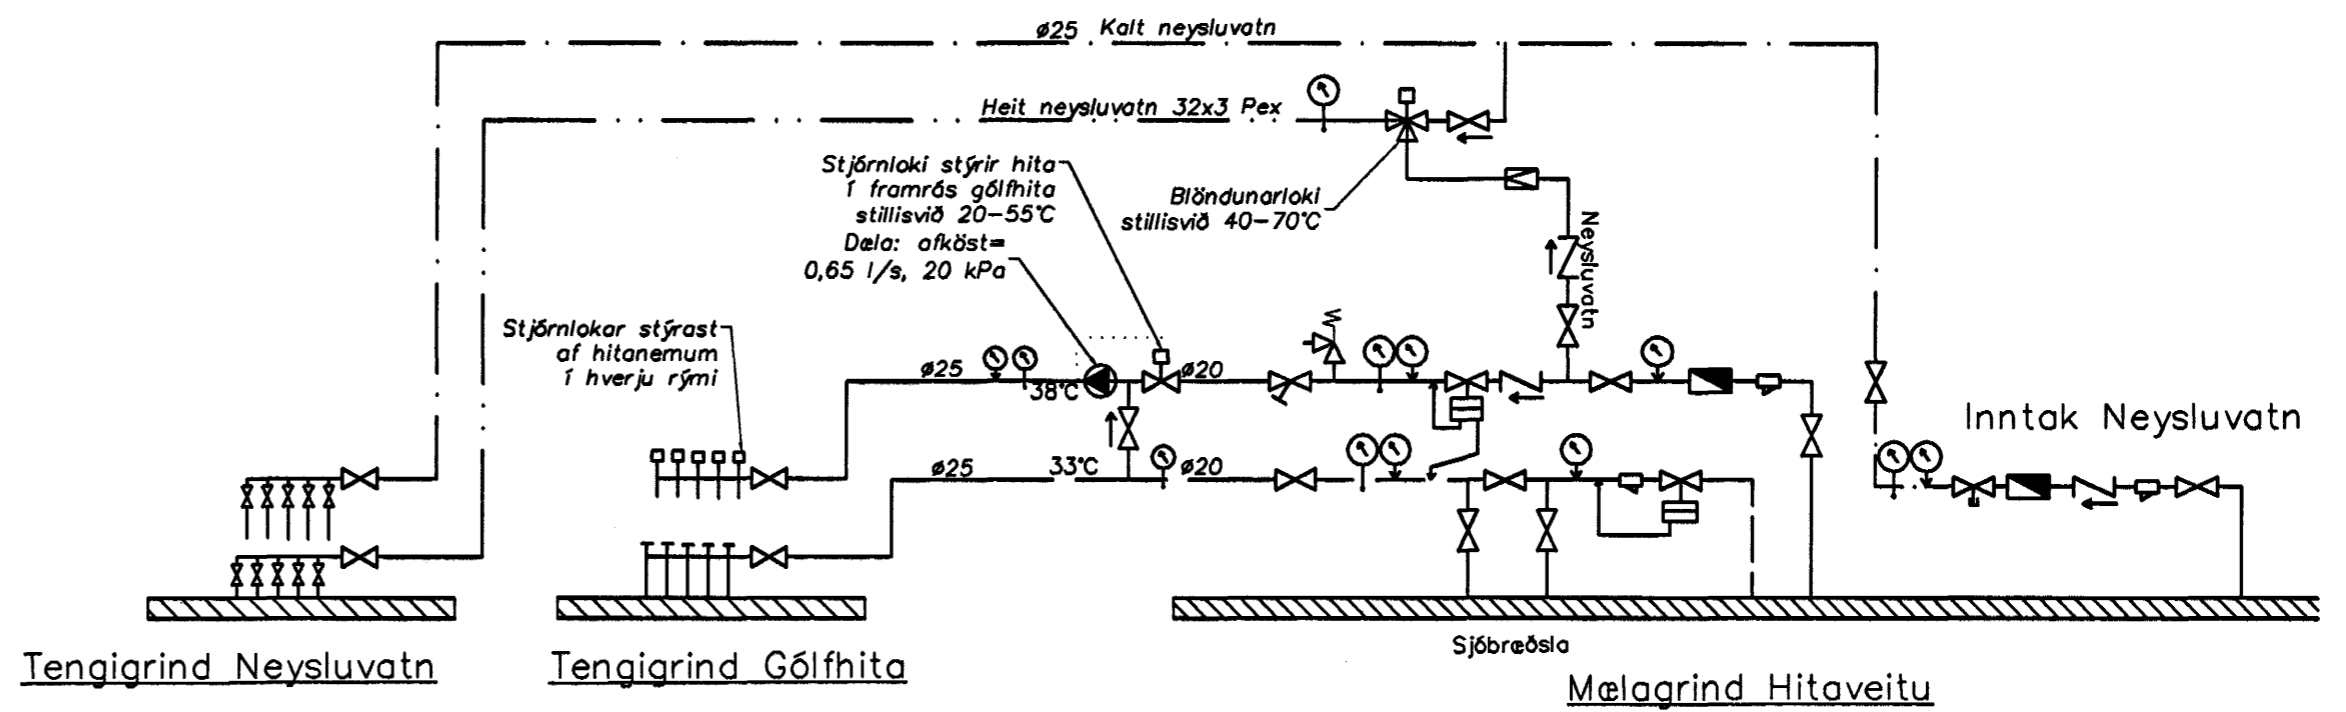 ø25 Kalt neysluvatn
Heit neysluvatn 32x3 Pex
Stjórnloki stýrir hita
í framrás gólfhita
stillisvið 20-55°C
Dæla: afköst=
0,65 l/s, 20 kPa
Blöndunarloki
stillisvið 40-70°C
Neysluvatn
Stjórnlokar stýrast
af hitanemum
í hverju rými
ø25
38°C
ø20
ø25
33°C
ø20
Inntak Neysluvatn
Sjóbræðsla
Tengigrind Neysluvatn
Tengigrind Gólfhita
Mælagrind Hitaveitu